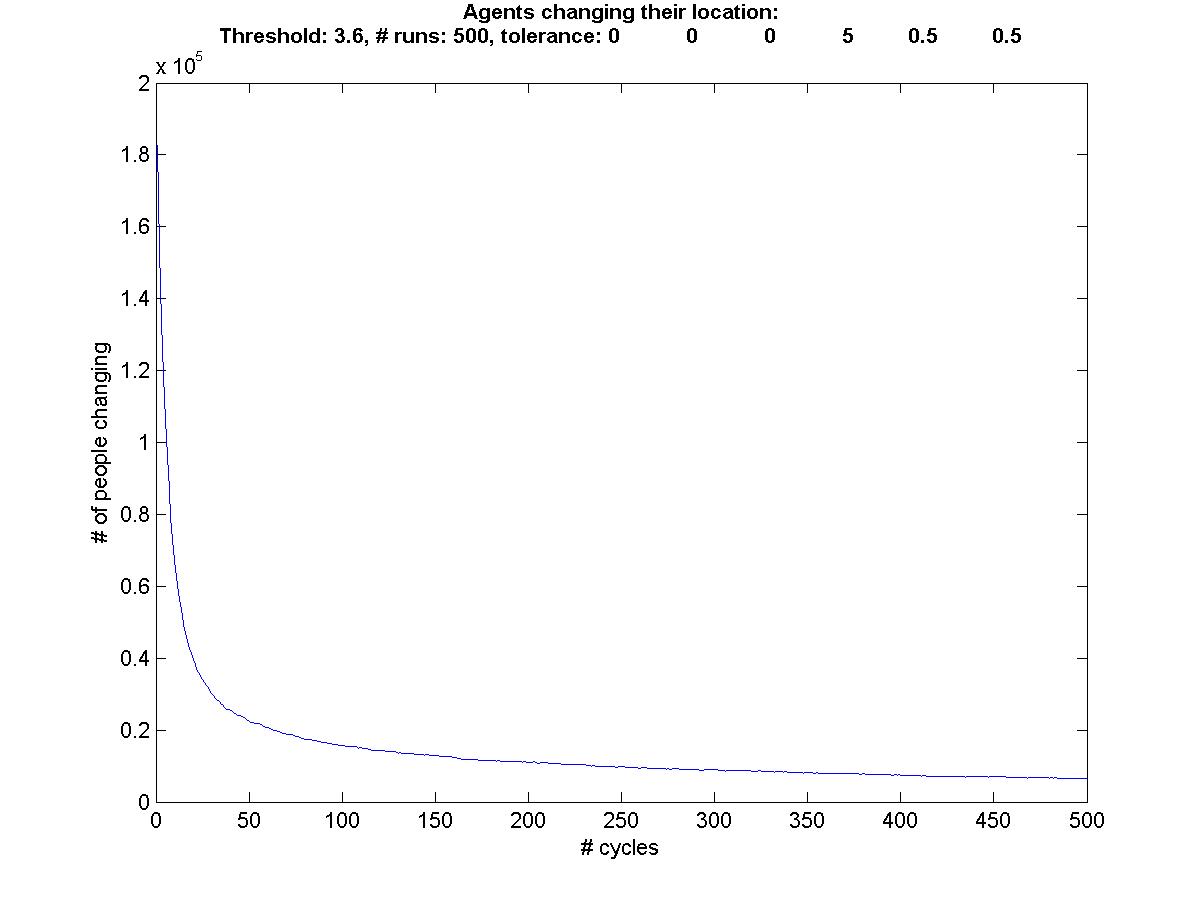 Agents changing their location:
Threshold: 3.6, # runs: 500, tolerance: 0 0 0 5 0.5 0.5
x 10^5
2
1.8
1.6
1.4
1.2
1
0.8
0.6
0.4
0.2
0
# of people changing
0 50 100 150 200 250 300 350 400 450 500
# cycles